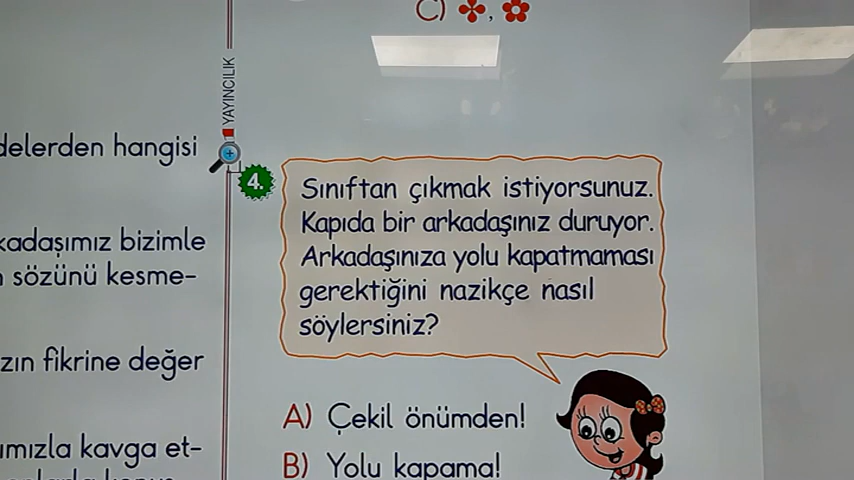 C) ,
YAYINCILIK
delerden hangisi
kadaşımız bizimle
sözünü kesme-
zın fikrine değer
ımızla kavga et-
4.
Sınıftan çıkmak istiyorsunuz.
Kapıda bir arkadaşınız duruyor.
Arkadaşınıza yolu kapatmaması
gerektiğini nazikçe nasıl
söylersiniz?
A) Çekil önümden!
B) Yolu kapama!